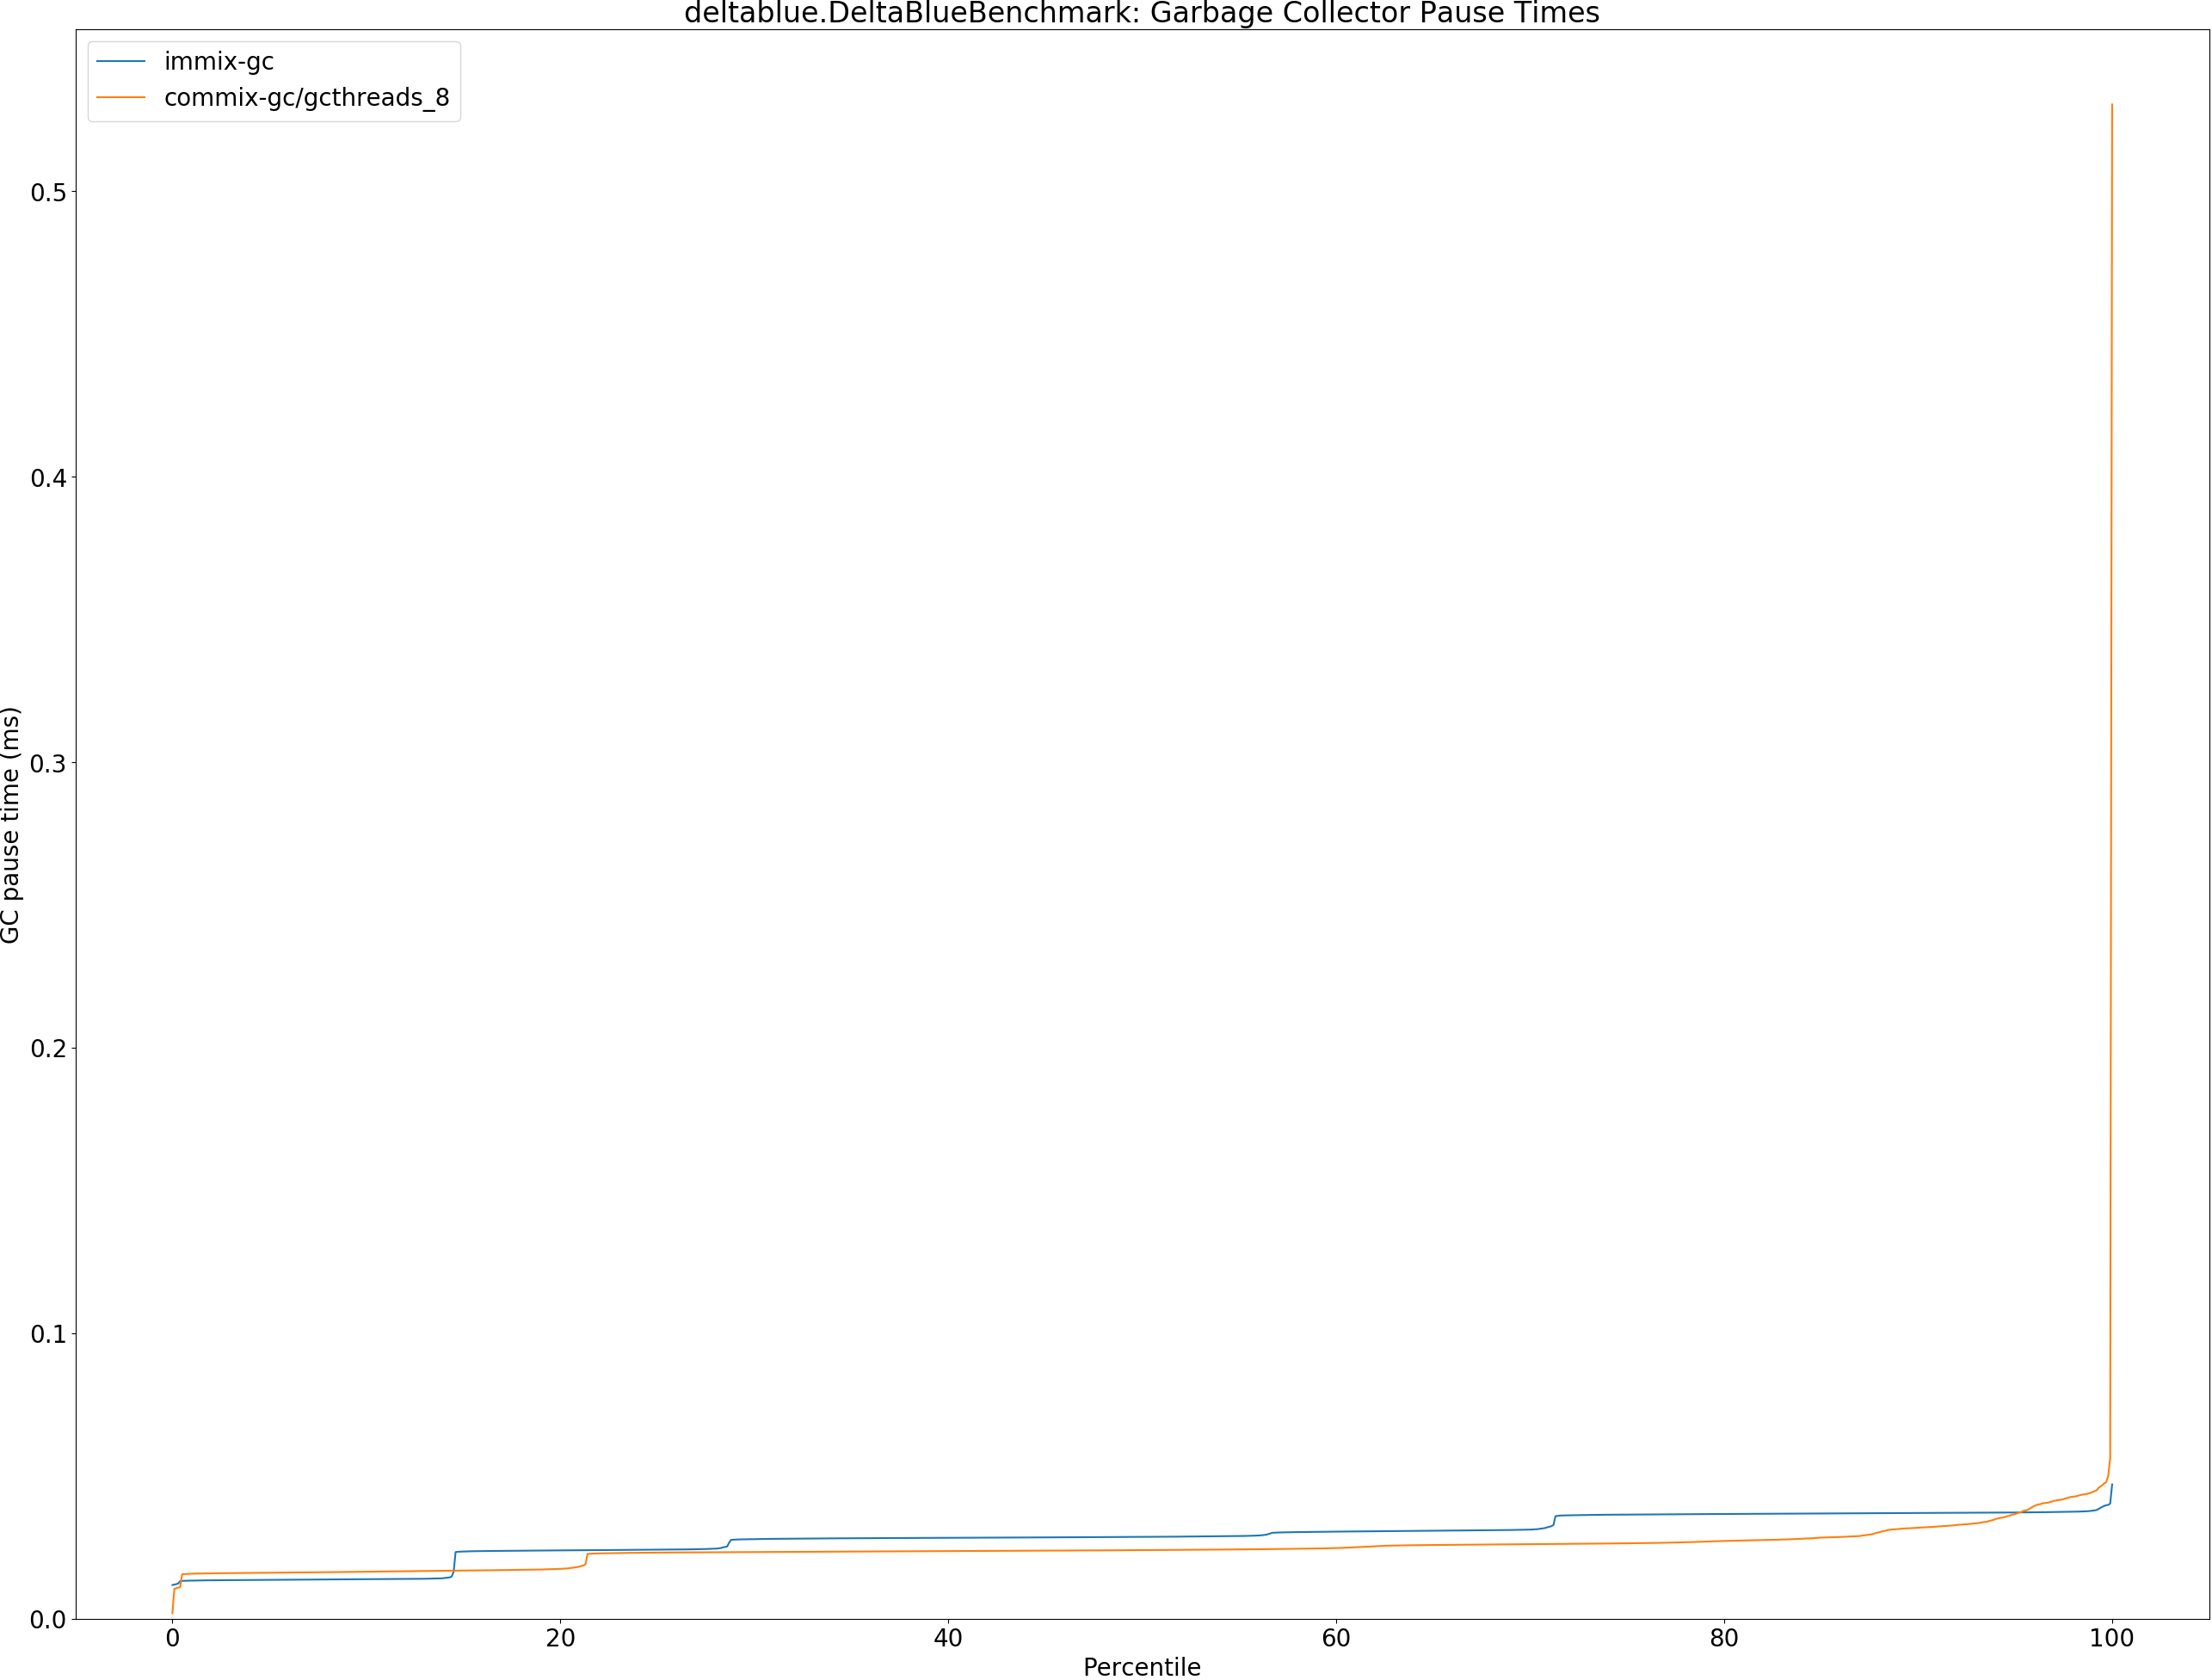 deltablue.DeltaBlueBenchmark: Garbage Collector Pause Times
immix-gc
commix-gc/gcthreads_8
GC pause time (ms)
0.5
0.4
0.3
0.2
0.1
0.0
0 20 40 60 80 100
Percentile